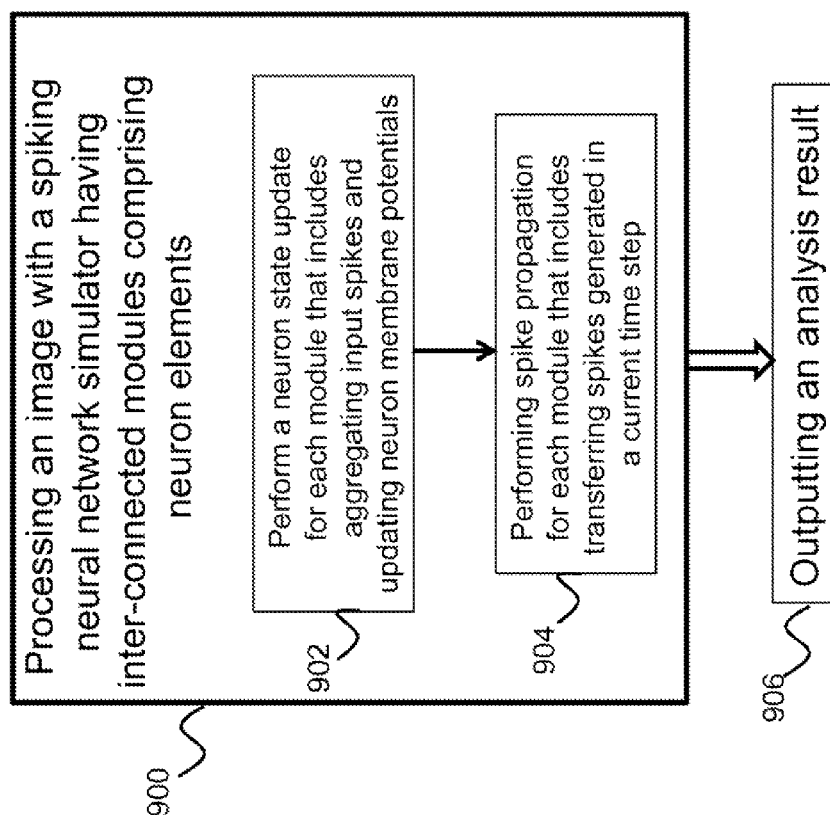 Processing an image with a spiking
neural network simulator having
inter-connected modules comprising
neuron elements
900
Perform a neuron state update
for each module that includes
aggregating input spikes and
updating neuron membrane potentials
902
Performing spike propagation
for each module that includes
transferring spikes generated in
a current time step
904
Outputting an analysis result
906